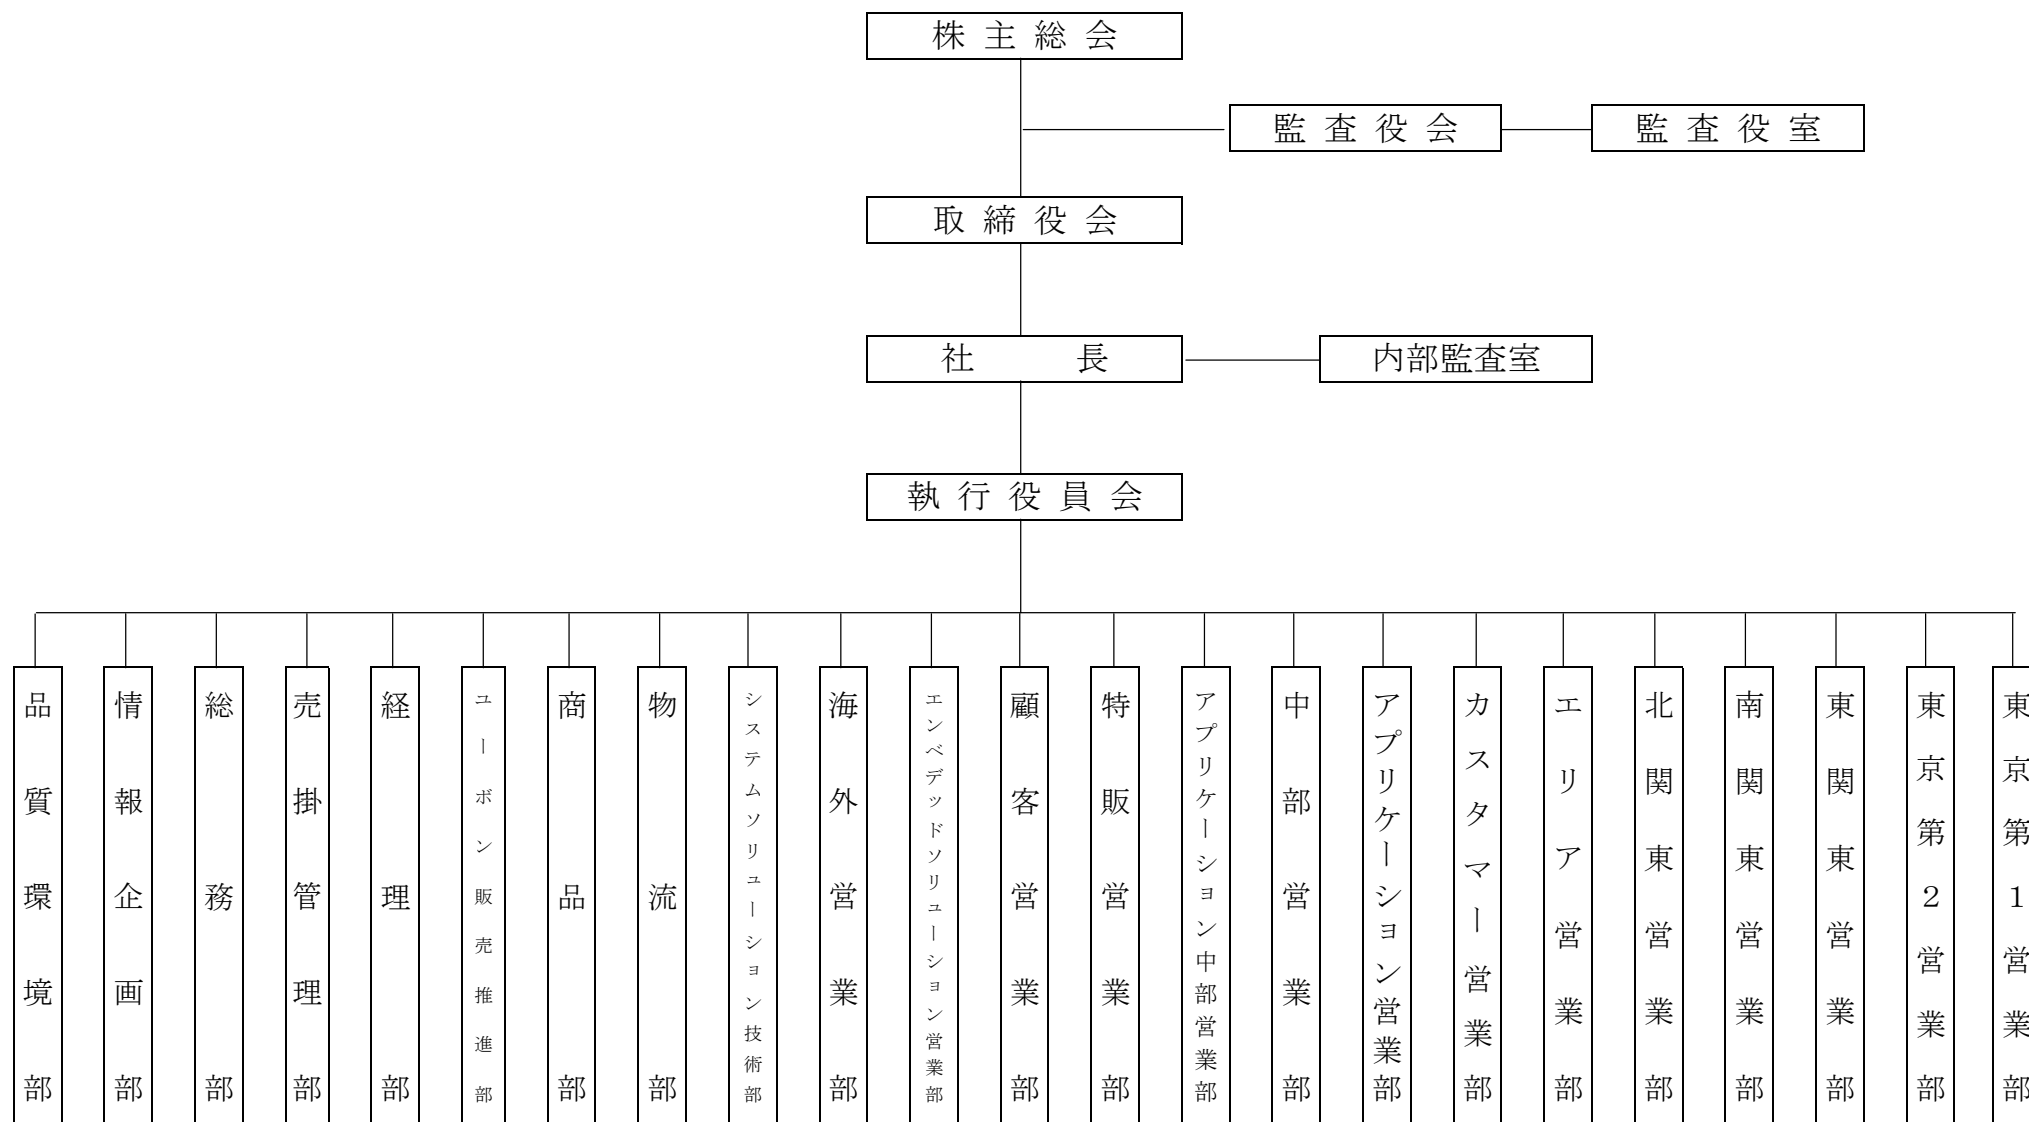 株主総会
監査役会
監査役室
取締役会
社長
内部監査室
執行役員会
品質環境部
情報企画部
総務部
売掛管理部
経理部
ユーボン販売推進部
商品部
物流部
システムソリューション技術部
海外営業部
エンベデッドソリューション営業部
顧客営業部
特販営業部
アプリケーション中部営業部
中部営業部
アプリケーション営業部
カスタマー営業部
エリア営業部
北関東営業部
南関東営業部
東関東営業部
東京第２営業部
東京第１営業部